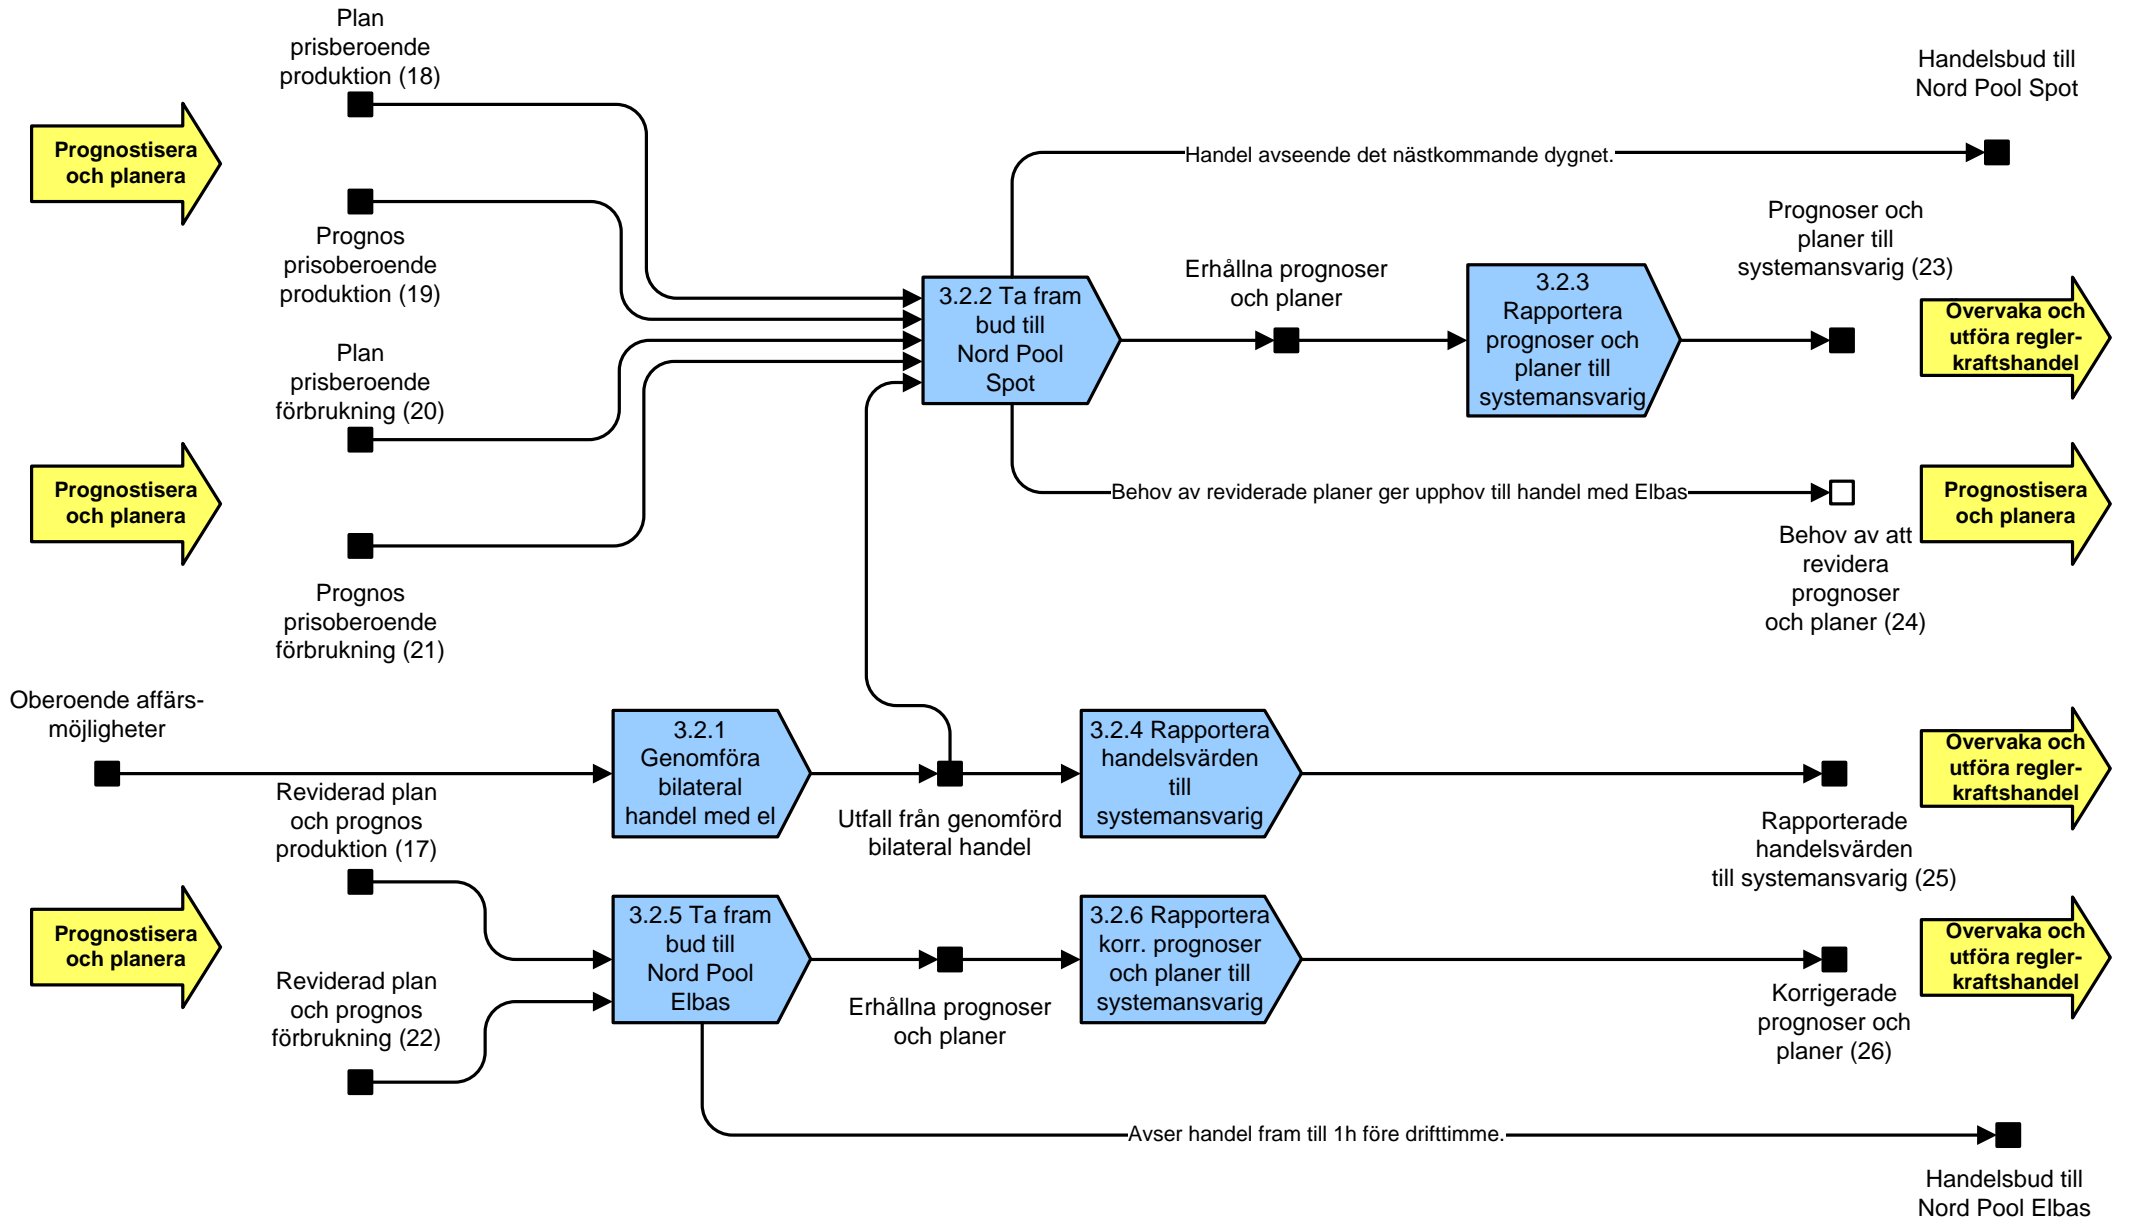 Plan
prisberoende
produktion (18)
Handelsbud till
Nord Pool Spot
Prognostisera
och planera
Handel avseende det nästkommande dygnet.
Prognos
prisoberoende
produktion (19)
Prognoser och
planer till
systemansvarig (23)
Erhållna prognoser
och planer
3.2.2 Ta fram
bud till
Nord Pool
Spot
3.2.3
Rapportera
prognoser och
planer till
systemansvarig
Övervaka och
utföra regler-
kraftshandel
Plan
prisberoende
förbrukning (20)
Prognostisera
och planera
Behov av reviderade planer ger upphov till handel med Elbas
Prognostisera
och planera
Behov av att
revidera
prognoser
och planer (24)
Prognos
prisoberoende
förbrukning (21)
Oberoende affärs-
möjligheter
3.2.1
Genomföra
bilateral
handel med el
3.2.4 Rapportera
handelsvärden
till
systemansvarig
Övervaka och
utföra regler-
kraftshandel
Reviderad plan
och prognos
produktion (17)
Utfall från genomförd
bilateral handel
Rapporterade
handelsvärden
till systemansvarig (25)
Prognostisera
och planera
3.2.5 Ta fram
bud till
Nord Pool
Elbas
3.2.6 Rapportera
korr. prognoser
och planer till
systemansvarig
Övervaka och
utföra regler-
kraftshandel
Reviderad plan
och prognos
förbrukning (22)
Erhållna prognoser
och planer
Korrigerade
prognoser och
planer (26)
Avser handel fram till 1h före drifttimme.
Handelsbud till
Nord Pool Elbas